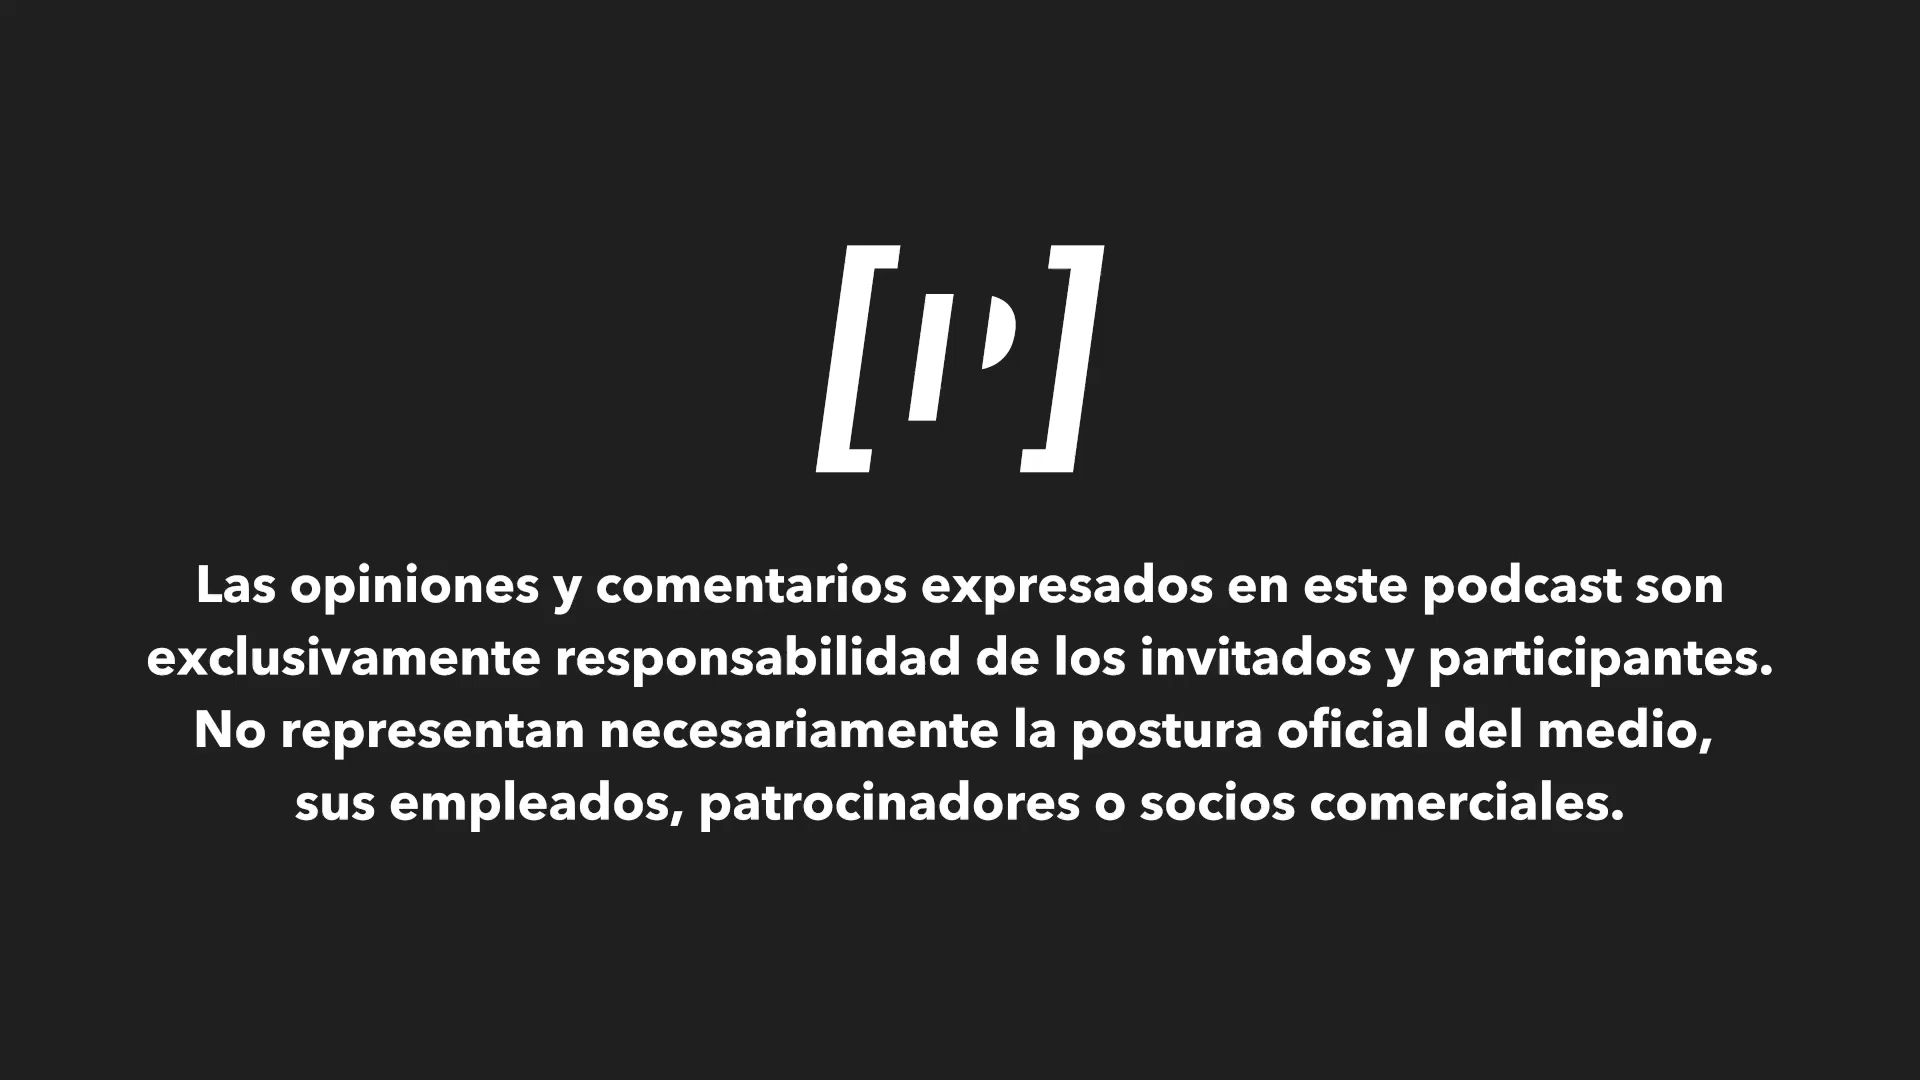 [P]
Las opiniones y comentarios expresados en este podcast son
exclusivamente responsabilidad de los invitados y participantes.
No representan necesariamente la postura oficial del medio,
sus empleados, patrocinadores o socios comerciales.